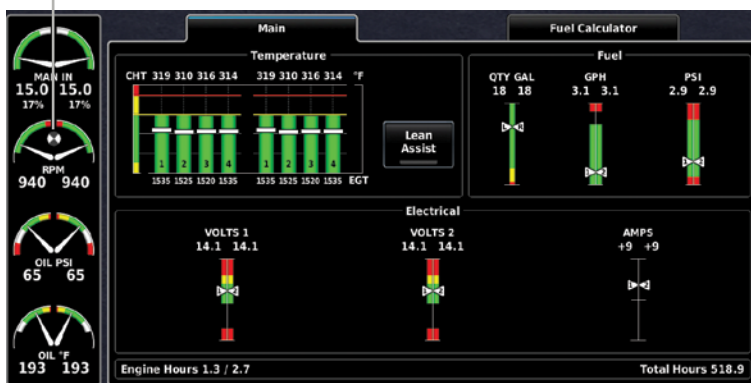 Main
Fuel Calculator
MAN IN
15.0 15.0
17% 17%
RPM
940 940
OIL PSI
65 65
OIL °F
193 193
Temperature
CHT 319 310 316 314 319 310 316 314 °F
1 2 3 4 1 2 3 4
1535 1525 1520 1535 1535 1525 1520 1535 EGT
Lean
Assist
Fuel
QTY GAL GPH PSI
18 18 3.1 3.1 2.9 2.9
Electrical
VOLTS 1 VOLTS 2 AMPS
14.1 14.1 14.1 14.1 +9 +9
Engine Hours 1.3 / 2.7
Total Hours 518.9